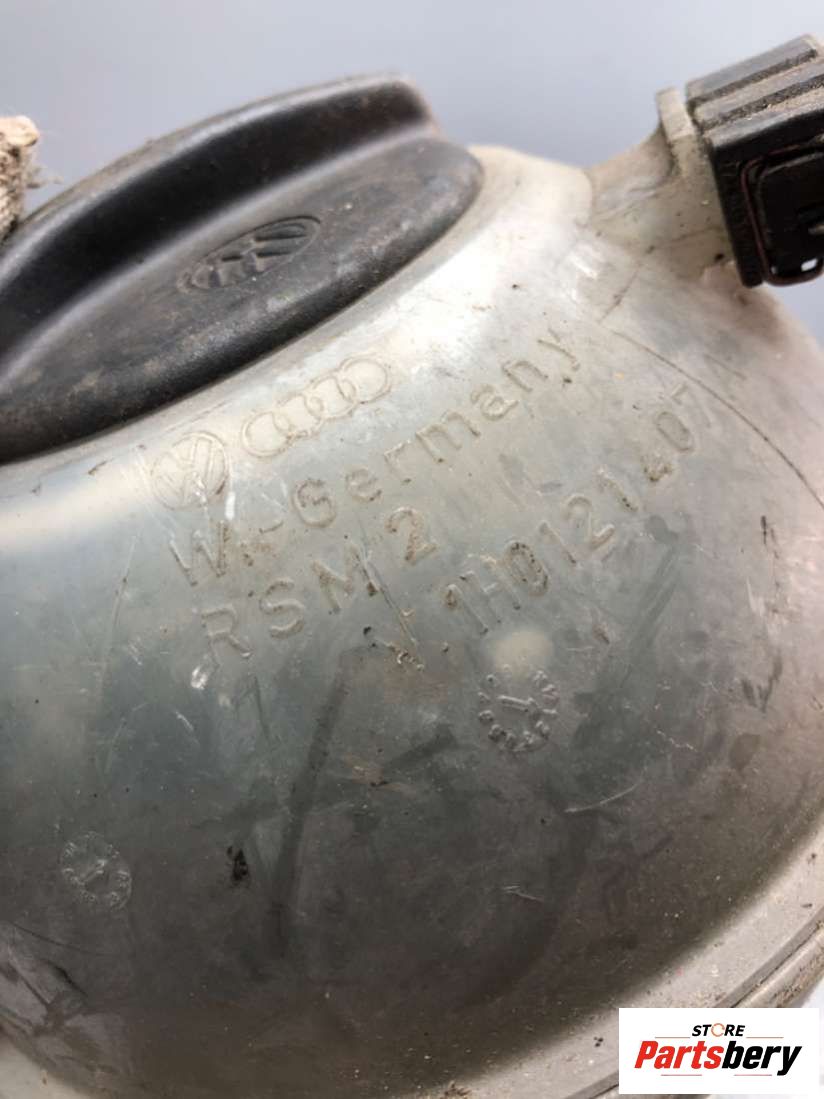 W.-Germany
RSM 2
1H0121407
STORE
Partsbery